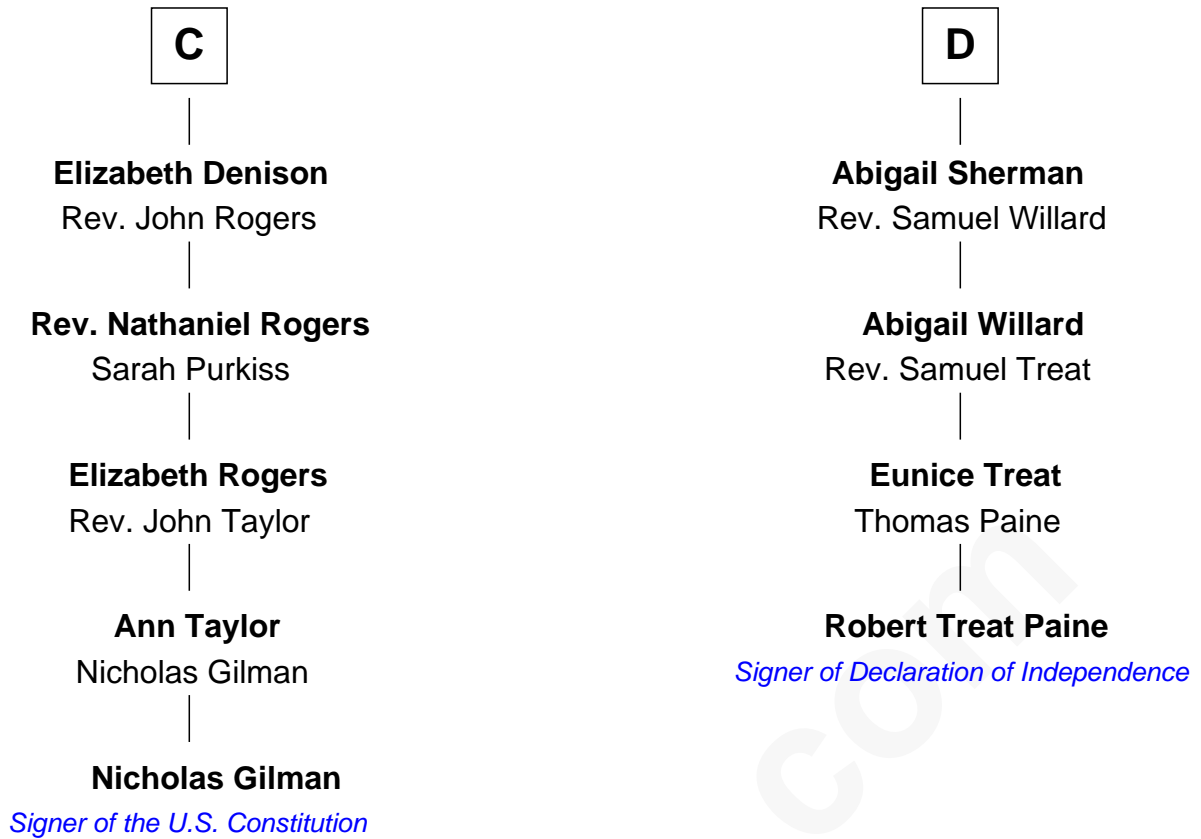 C
Elizabeth Denison
Rev. John Rogers
Rev. Nathaniel Rogers
Sarah Purkiss
Elizabeth Rogers
Rev. John Taylor
Ann Taylor
Nicholas Gilman
Nicholas Gilman
Signer of the U.S. Constitution
D
Abigail Sherman
Rev. Samuel Willard
Abigail Willard
Rev. Samuel Treat
Eunice Treat
Thomas Paine
Robert Treat Paine
Signer of Declaration of Independence
com